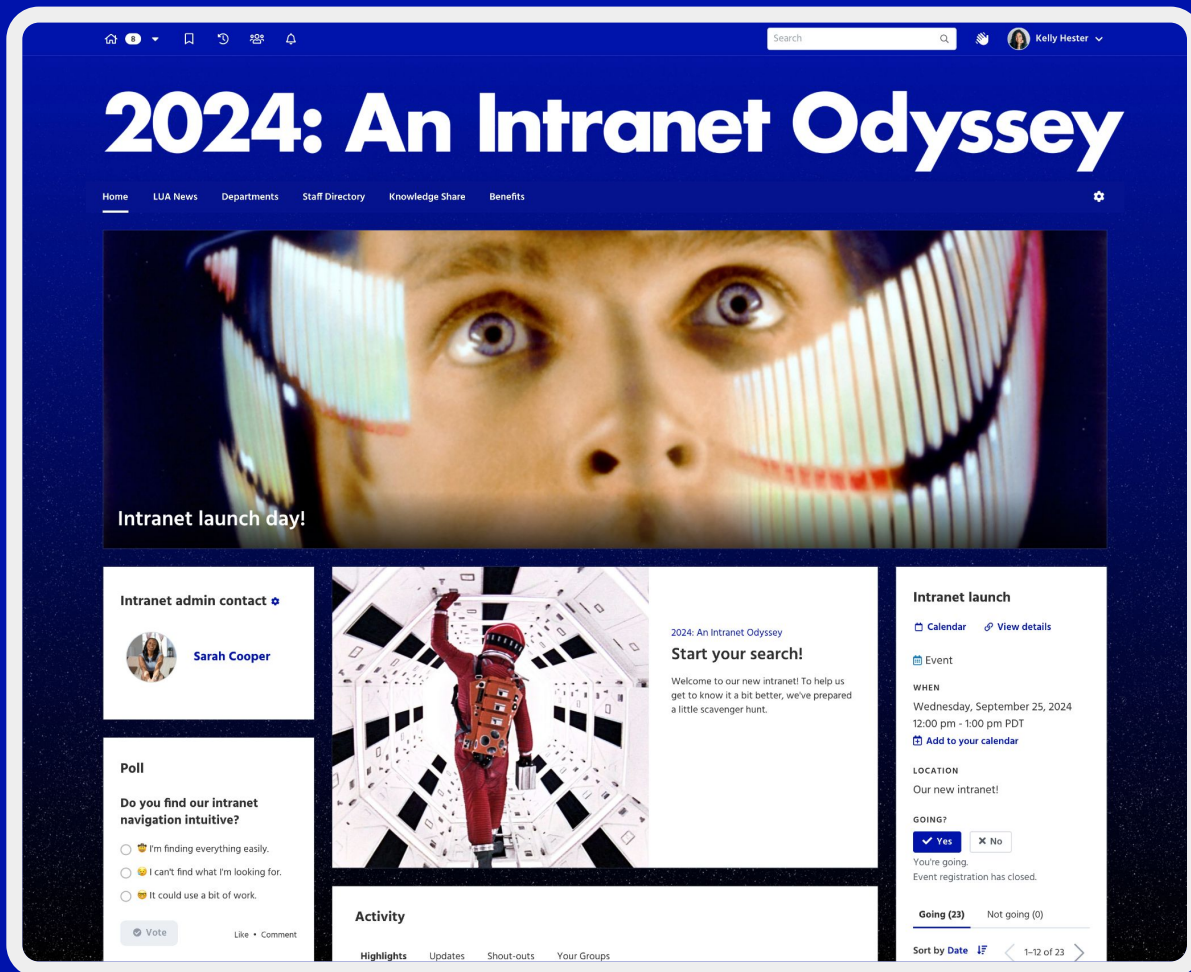 8
Search
Kelly Hester
2024: An Intranet Odyssey
Home LUA News Departments Staff Directory Knowledge Share Benefits
Intranet launch day!
Intranet admin contact
Sarah Cooper
Poll
Do you find our intranet
navigation intuitive?
🤠 I'm finding everything easily.
😅 I can't find what I'm looking for.
🤓 It could use a bit of work.
Vote
Like • Comment
2024: An Intranet Odyssey
Start your search!
Welcome to our new intranet! To help us
get to know it a bit better, we've prepared
a little scavenger hunt.
Activity
Highlights Updates Shout-outs Your Groups
Intranet launch
Calendar View details
Event
WHEN
Wednesday, September 25, 2024
12:00 pm - 1:00 pm PDT
Add to your calendar
LOCATION
Our new intranet!
GOING?
Yes No
You're going.
Event registration has closed.
Going (23) Not going (0)
Sort by Date 1–12 of 23